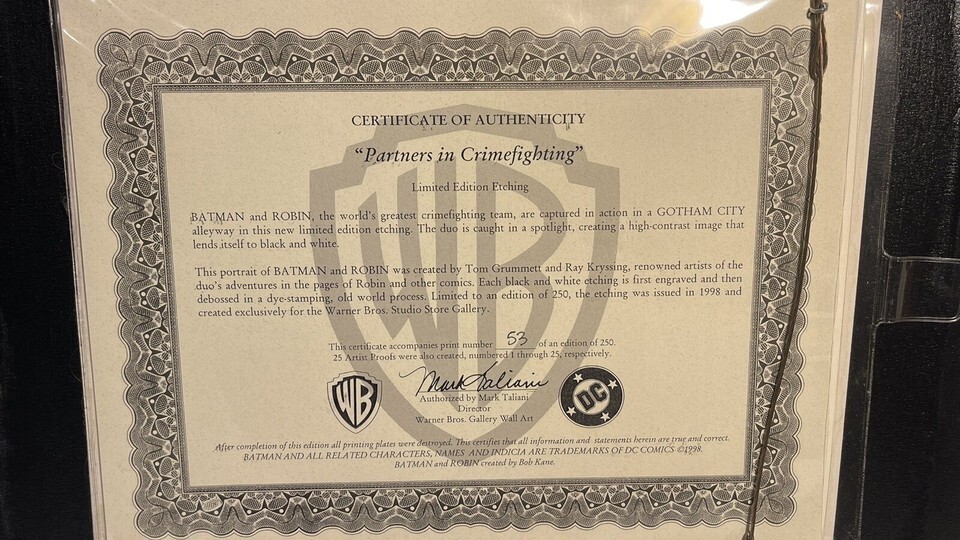 CERTIFICATE OF AUTHENTICITY
“Partners in Crimefighting”
Limited Edition Etching
BATMAN and ROBIN, the world’s greatest crimefighting team, are captured in action in a GOTHAM CITY
alleyway in this new limited edition etching. The duo is caught in a spotlight, creating a high-contrast image that
lends itself to black and white.
This portrait of BATMAN and ROBIN was created by Tom Grummett and Ray Kryssing, renowned artists of the
duo’s adventures in the pages of Robin and other comics. Each black and white etching is first engraved and then
debossed in a dye-stamping, old world process. Limited to an edition of 250, the etching was issued in 1998 and
created exclusively for the Warner Bros. Studio Store Gallery.
This certificate accompanies print number 53 of an edition of 250.
25 Artist Proofs were also created, numbered 1 through 25, respectively.
Mark Taliani
Authorized by Mark Taliani
Director
Warner Bros. Gallery Wall Art
WB
DC
After completion of this edition all printing plates were destroyed. This certifies that all information and statements herein are true and correct.
BATMAN AND ALL RELATED CHARACTERS, NAMES AND INDICIA ARE TRADEMARKS OF DC COMICS ©1998.
BATMAN and ROBIN created by Bob Kane.